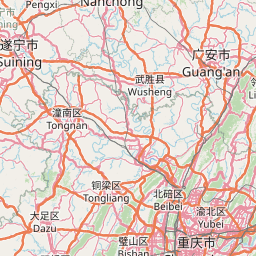 Pengxi
Nanchong
遂宁市
Suining
广安市
Guang'an
武胜县
Wusheng
潼南区
Tongnan
铜梁区
Tongliang
北碚区
Beibei
渝北区
Yubei
大足区
Dazu
璧山区
Bishan
重庆市